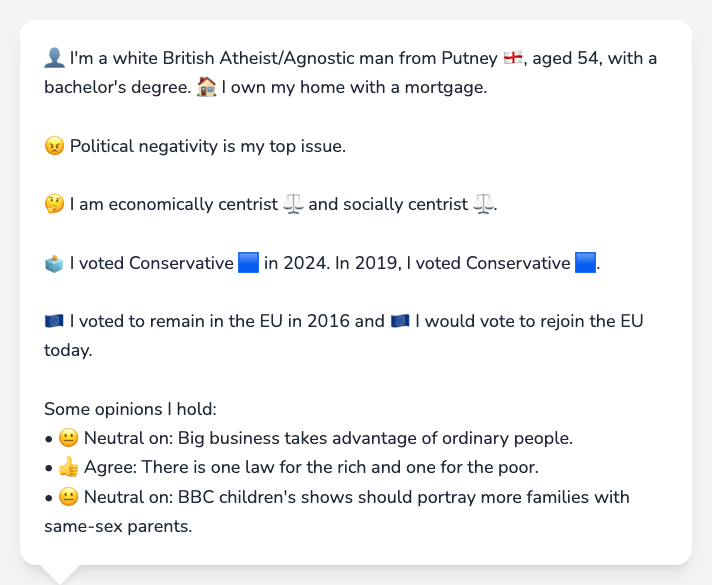 👤 I'm a white British Atheist/Agnostic man from Putney 🏴󠁧󠁢󠁥󠁮󠁧󠁿, aged 54, with a
bachelor's degree. 🏠 I own my home with a mortgage.
😠 Political negativity is my top issue.
🤔 I am economically centrist ⚖️ and socially centrist ⚖️.
🗳️ I voted Conservative 🟦 in 2024. In 2019, I voted Conservative 🟦.
🇪🇺 I voted to remain in the EU in 2016 and 🇪🇺 I would vote to rejoin the EU
today.
Some opinions I hold:
• 😐 Neutral on: Big business takes advantage of ordinary people.
• 👍 Agree: There is one law for the rich and one for the poor.
• 😐 Neutral on: BBC children's shows should portray more families with
same-sex parents.